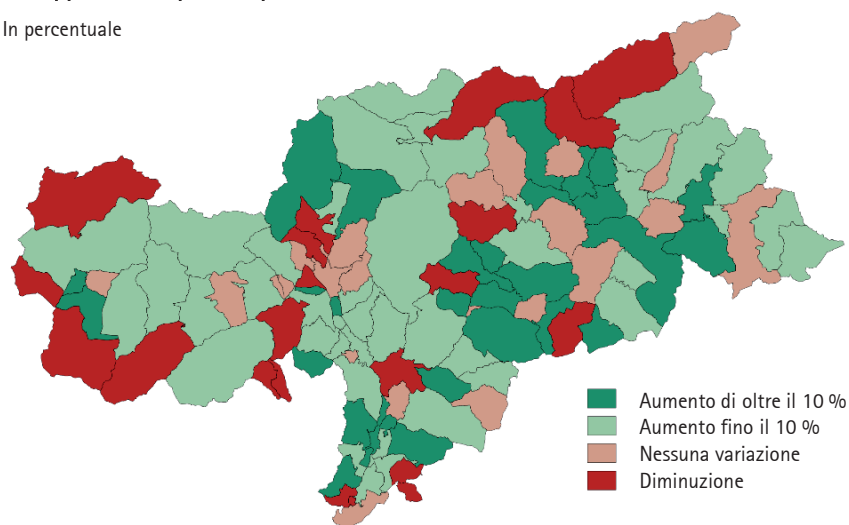 In percentuale
Aumento di oltre il 10 %
Aumento fino il 10 %
Nessuna variazione
Diminuzione